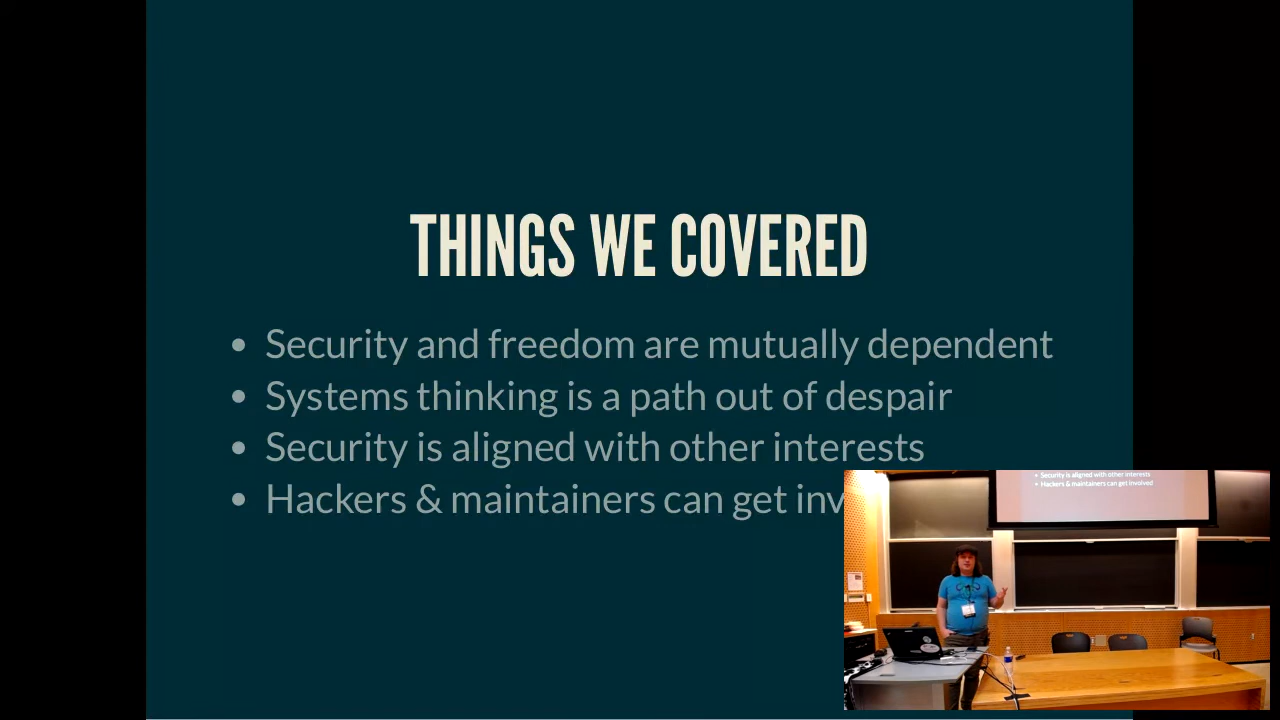 THINGS WE COVERED
• Security and freedom are mutually dependent
• Systems thinking is a path out of despair
• Security is aligned with other interests
• Hackers & maintainers can get inv
• Security is aligned with other interests
• Hackers & maintainers can get involved